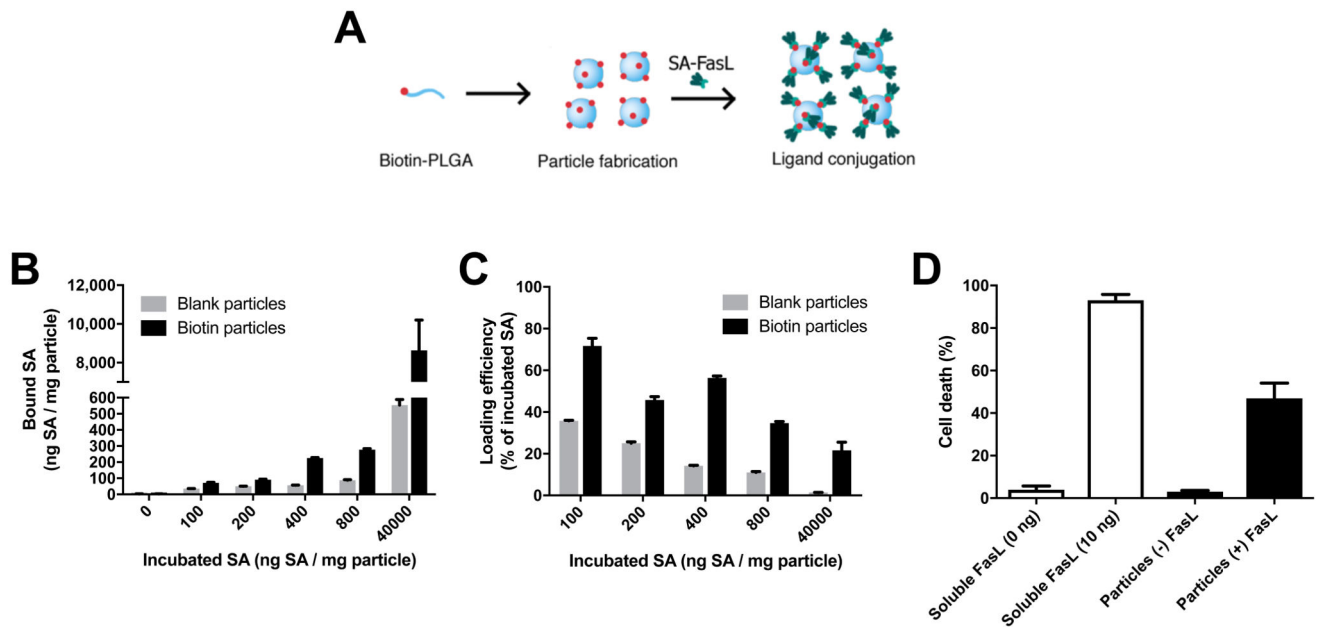 A
SA-FasL
Biotin-PLGA
Particle fabrication
Ligand conjugation
B
Bound SA
(ng SA / mg particle)
12,000
10,000
8,000
600
500
400
300
200
100
0
Blank particles
Biotin particles
0
100
200
400
800
40000
Incubated SA (ng SA / mg particle)
C
Loading efficiency
(% of incubated SA)
100
80
60
40
20
0
Blank particles
Biotin particles
100
200
400
800
40000
Incubated SA (ng SA / mg particle)
D
Cell death (%)
100
80
60
40
20
0
Soluble FasL (0 ng)
Soluble FasL (10 ng)
Particles (-) FasL
Particles (+) FasL